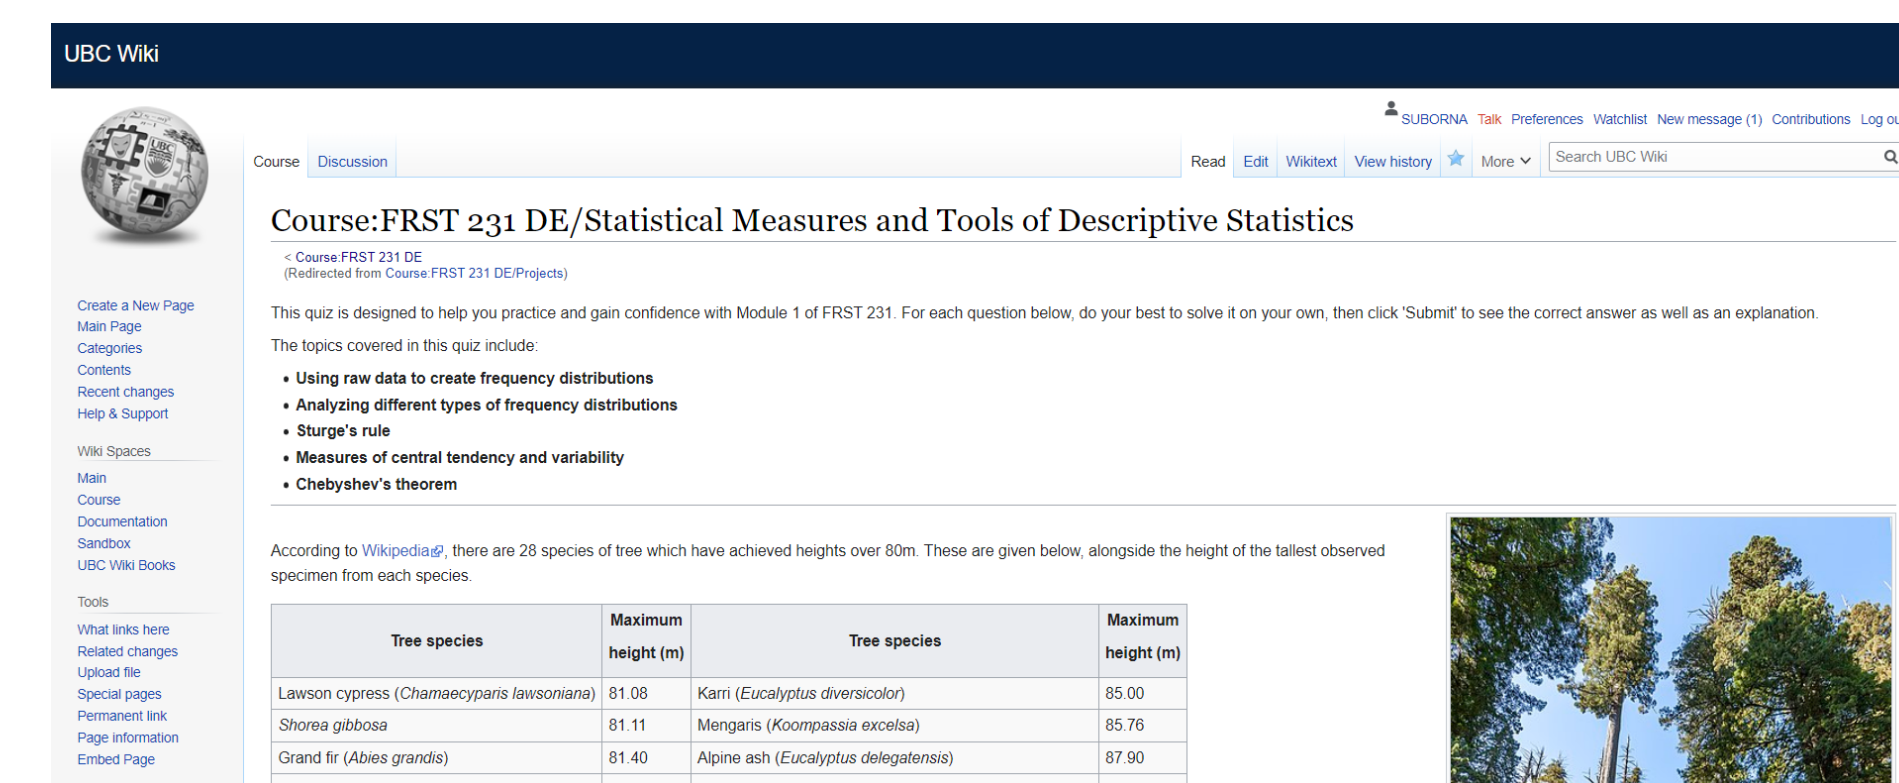 UBC Wiki
SUBORNA Talk Preferences Watchlist New message (1) Contributions Log ou
Course Discussion Read Edit Wikitext View history More Search UBC Wiki
Course:FRST 231 DE/Statistical Measures and Tools of Descriptive Statistics
< Course:FRST 231 DE
(Redirected from Course:FRST 231 DE/Projects)
This quiz is designed to help you practice and gain confidence with Module 1 of FRST 231. For each question below, do your best to solve it on your own, then click 'Submit' to see the correct answer as well as an explanation.
The topics covered in this quiz include:
• Using raw data to create frequency distributions
• Analyzing different types of frequency distributions
• Sturge's rule
• Measures of central tendency and variability
• Chebyshev's theorem
According to Wikipedia, there are 28 species of tree which have achieved heights over 80m. These are given below, alongside the height of the tallest observed
specimen from each species.
Tree species Maximum height (m) Tree species Maximum height (m)
Lawson cypress (Chamaecyparis lawsoniana) 81.08 Karri (Eucalyptus diversicolor) 85.00
Shorea gibbosa 81.11 Mengaris (Koompassia excelsa) 85.76
Grand fir (Abies grandis) 81.40 Alpine ash (Eucalyptus delegatensis) 87.90
Create a New Page
Main Page
Categories
Contents
Recent changes
Help & Support
Wiki Spaces
Main
Course
Documentation
Sandbox
UBC Wiki Books
Tools
What links here
Related changes
Upload file
Special pages
Permanent link
Page information
Embed Page